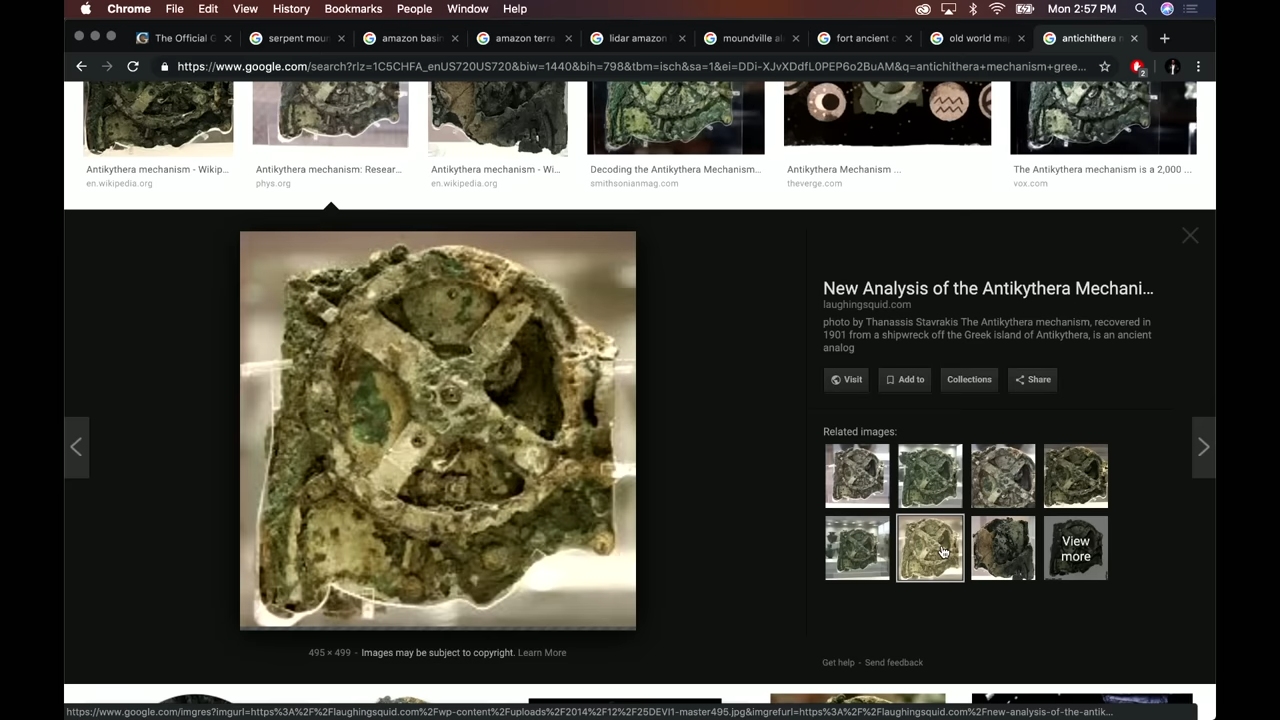 Chrome File Edit View History Bookmarks People Window Help Mon 2:57 PM
The Official G serpent mour amazon basi amazon terra lidar amazon moundville al fort ancient c old world ma antichithera m
https://www.google.com/search?rlz=1C5CHFA_enUS720US720&biw=1440&bih=798&tbm=isch&sa=1&ei=DDi-XJvXDdfL0PEP6o2BuAM&q=antichithera+mechanism+gree... 2
Antikythera mechanism - Wikip... Antikythera mechanism: Resear... Antikythera mechanism - Wi... Decoding the Antikythera Mechanism... Antikythera Mechanism ... The Antikythera mechanism is a 2,000 ...
en.wikipedia.org phys.org en.wikipedia.org smithsonianmag.com theverge.com vox.com
New Analysis of the Antikythera Mechani...
laughingsquid.com
photo by Thanassis Stavrakis The Antikythera mechanism, recovered in
1901 from a shipwreck off the Greek island of Antikythera, is an ancient
analog
Visit Add to Collections Share
Related images:
View
more
495 × 499 - Images may be subject to copyright. Learn More
Get help - Send feedback
https://www.google.com/imgres?imgurl=https%3A%2F%2Flaughingsquid.com%2Fwp-content%2Fuploads%2F2014%2F12%2F25DEVI1-master495.jpg&imgrefurl=https%3A%2F%2Flaughingsquid.com%2Fnew-analysis-of-the-antik...